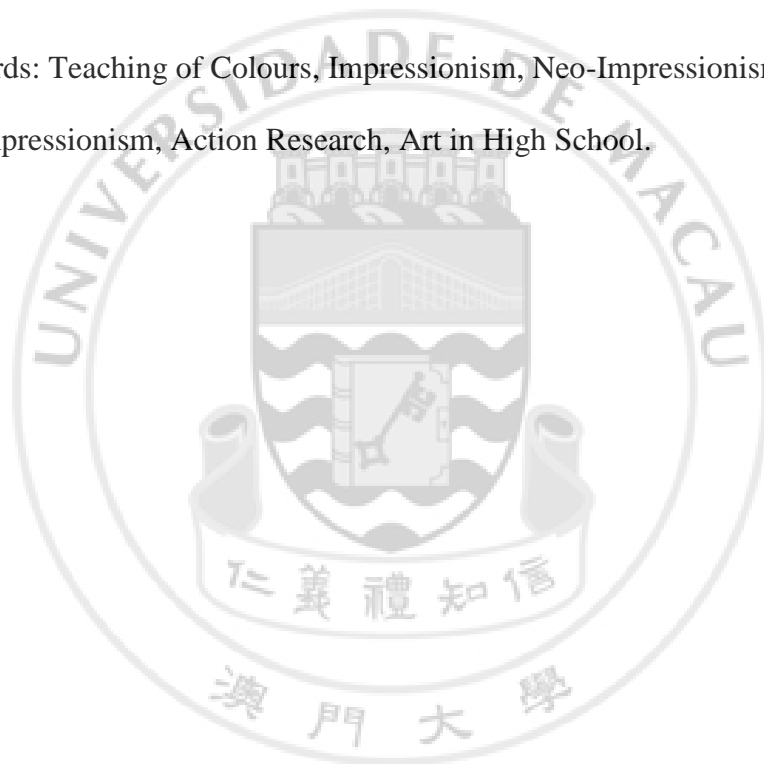 rds: Teaching of Colours, Impressionism, Neo-Impressionism
pressionism, Action Research, Art in High School.
UNIVERSIDADE DE MACAU
仁義禮知信
澳門大學